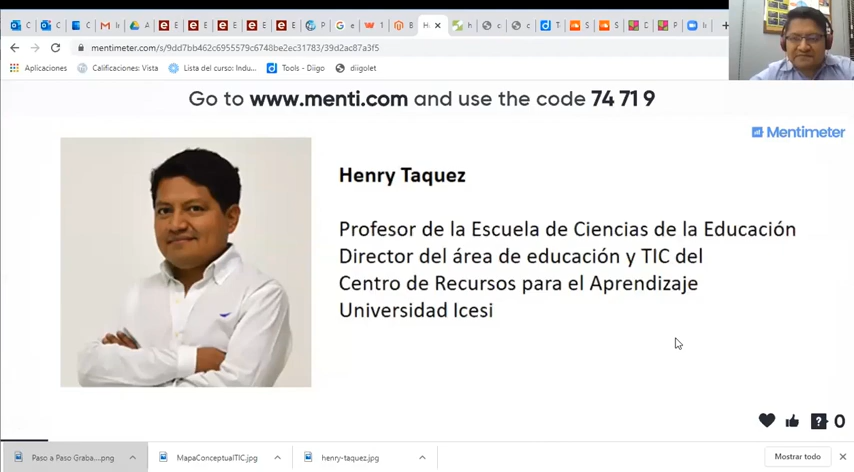 mentimeter.com/s/9dd7bb462c6955579c6748be2ec31783/39d2ac87a3f5
Aplicaciones
Calificaciones: Vista
Lista del curso: Indu...
Tools - Diigo
diigolet
Go to www.menti.com and use the code 74 71 9
Mentimeter
Henry Taquez
Profesor de la Escuela de Ciencias de la Educación
Director del área de educación y TIC del
Centro de Recursos para el Aprendizaje
Universidad Icesi
0
Paso a Paso Graba....png
MapaConceptualTIC.jpg
henry-taquez.jpg
Mostrar todo